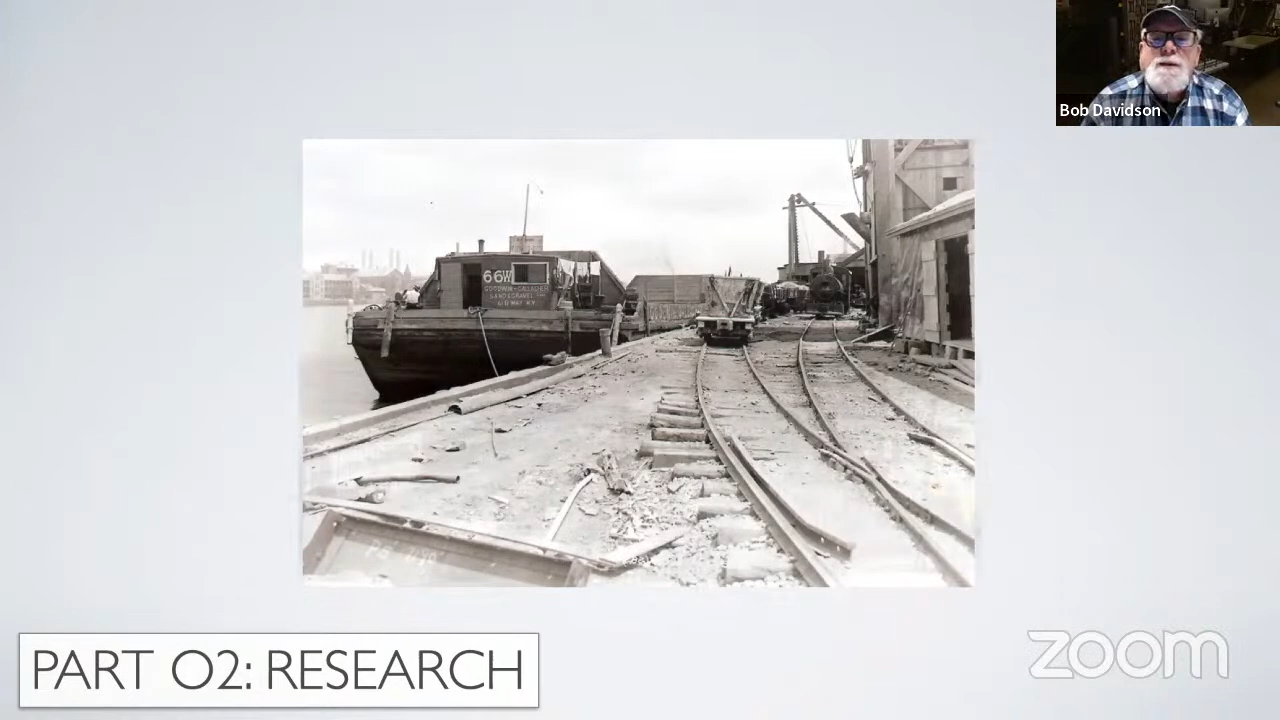 Bob Davidson
66W
GOODWIN-GALLAGHER
SAND & GRAVEL
PART 02: RESEARCH
zoom